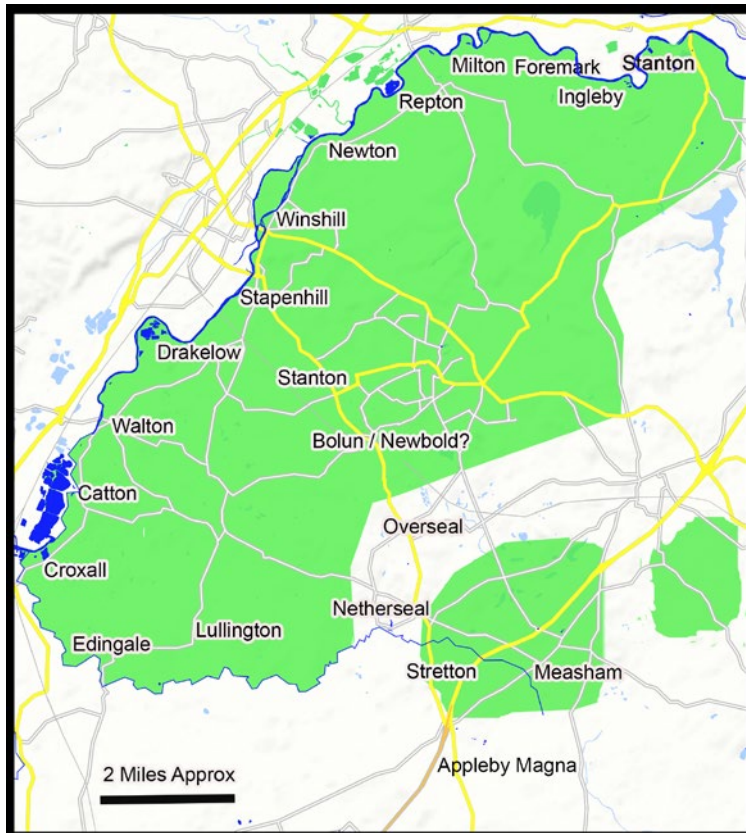 Milton
Foremark
Stanton
Repton
Ingleby
Newton
Winshill
Stapenhill
Drakelow
Stanton
Walton
Bolun / Newbold?
Catton
Overseal
Croxall
Netherseal
Lullington
Edingale
Stretton
Measham
Appleby Magna
2 Miles Approx